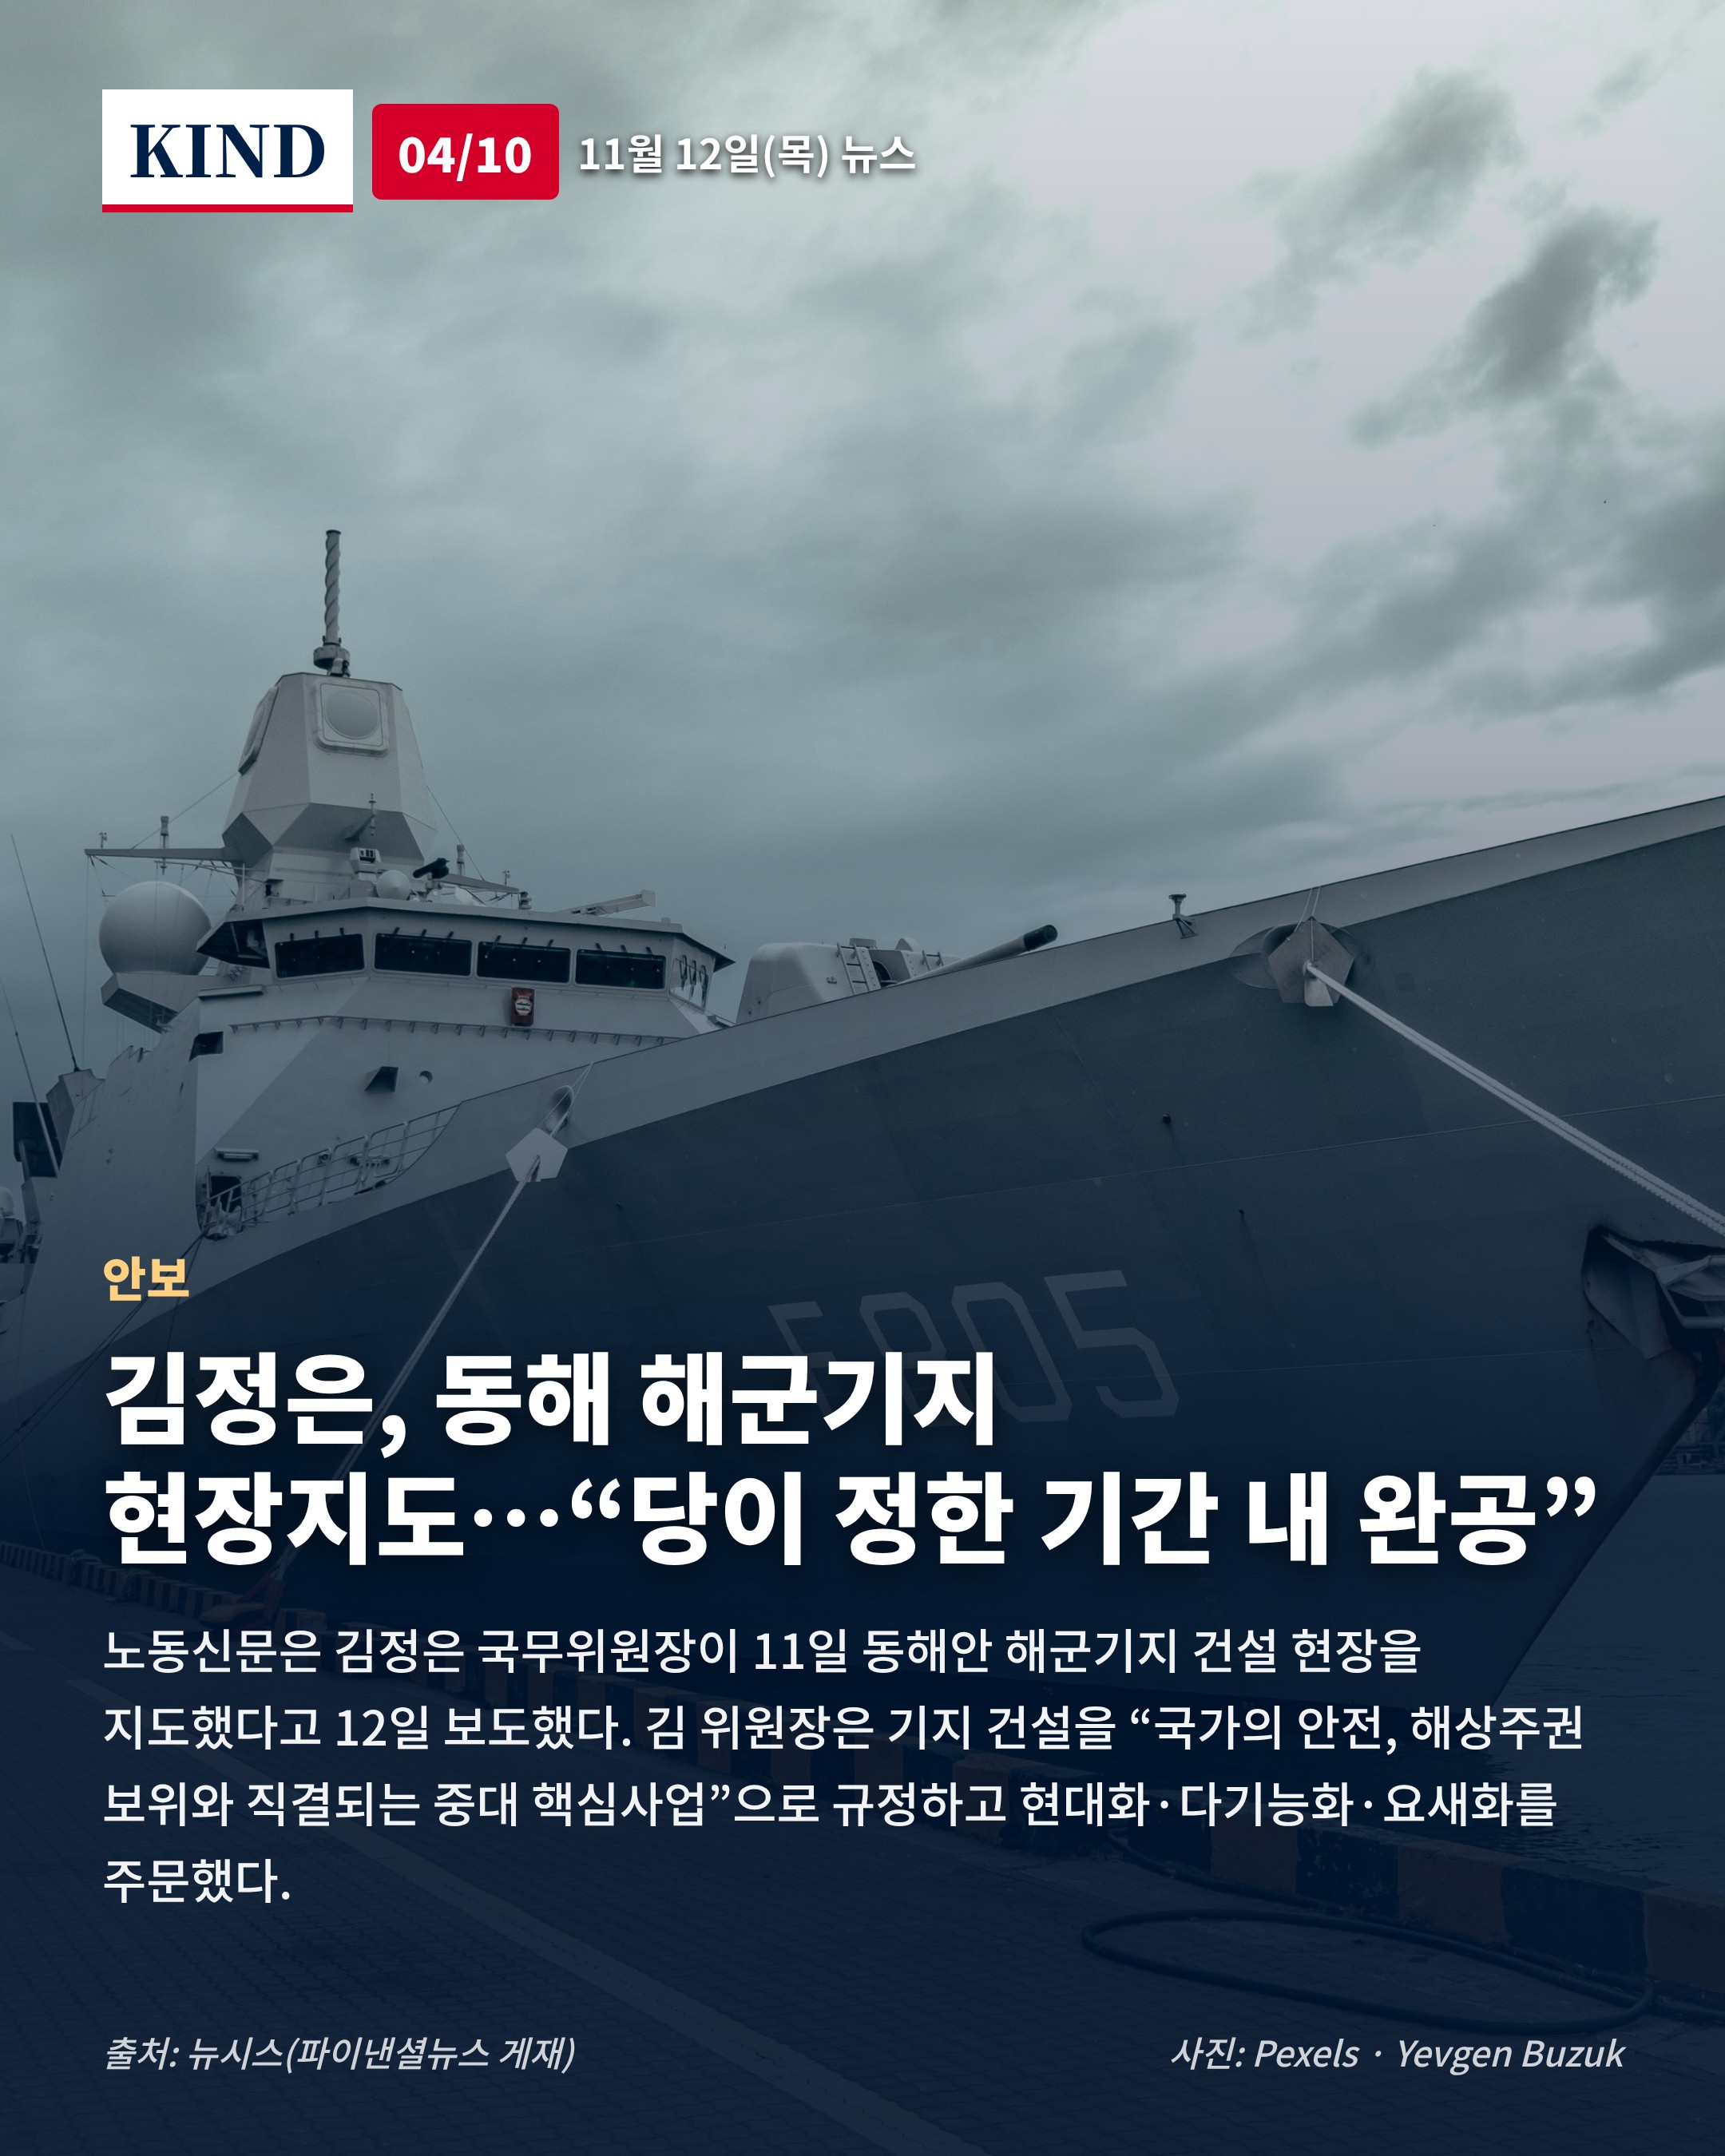 KIND
04/10
11월 12일(목) 뉴스
안보
김정은, 동해 해군기지
현장지도…“당이 정한 기간 내 완공”
노동신문은 김정은 국무위원장이 11일 동해안 해군기지 건설 현장을
지도했다고 12일 보도했다. 김 위원장은 기지 건설을 “국가의 안전, 해상주권
보위와 직결되는 중대 핵심사업”으로 규정하고 현대화·다기능화·요새화를
주문했다.
출처: 뉴시스(파이낸셜뉴스 게재)
사진: Pexels · Yevgen Buzuk